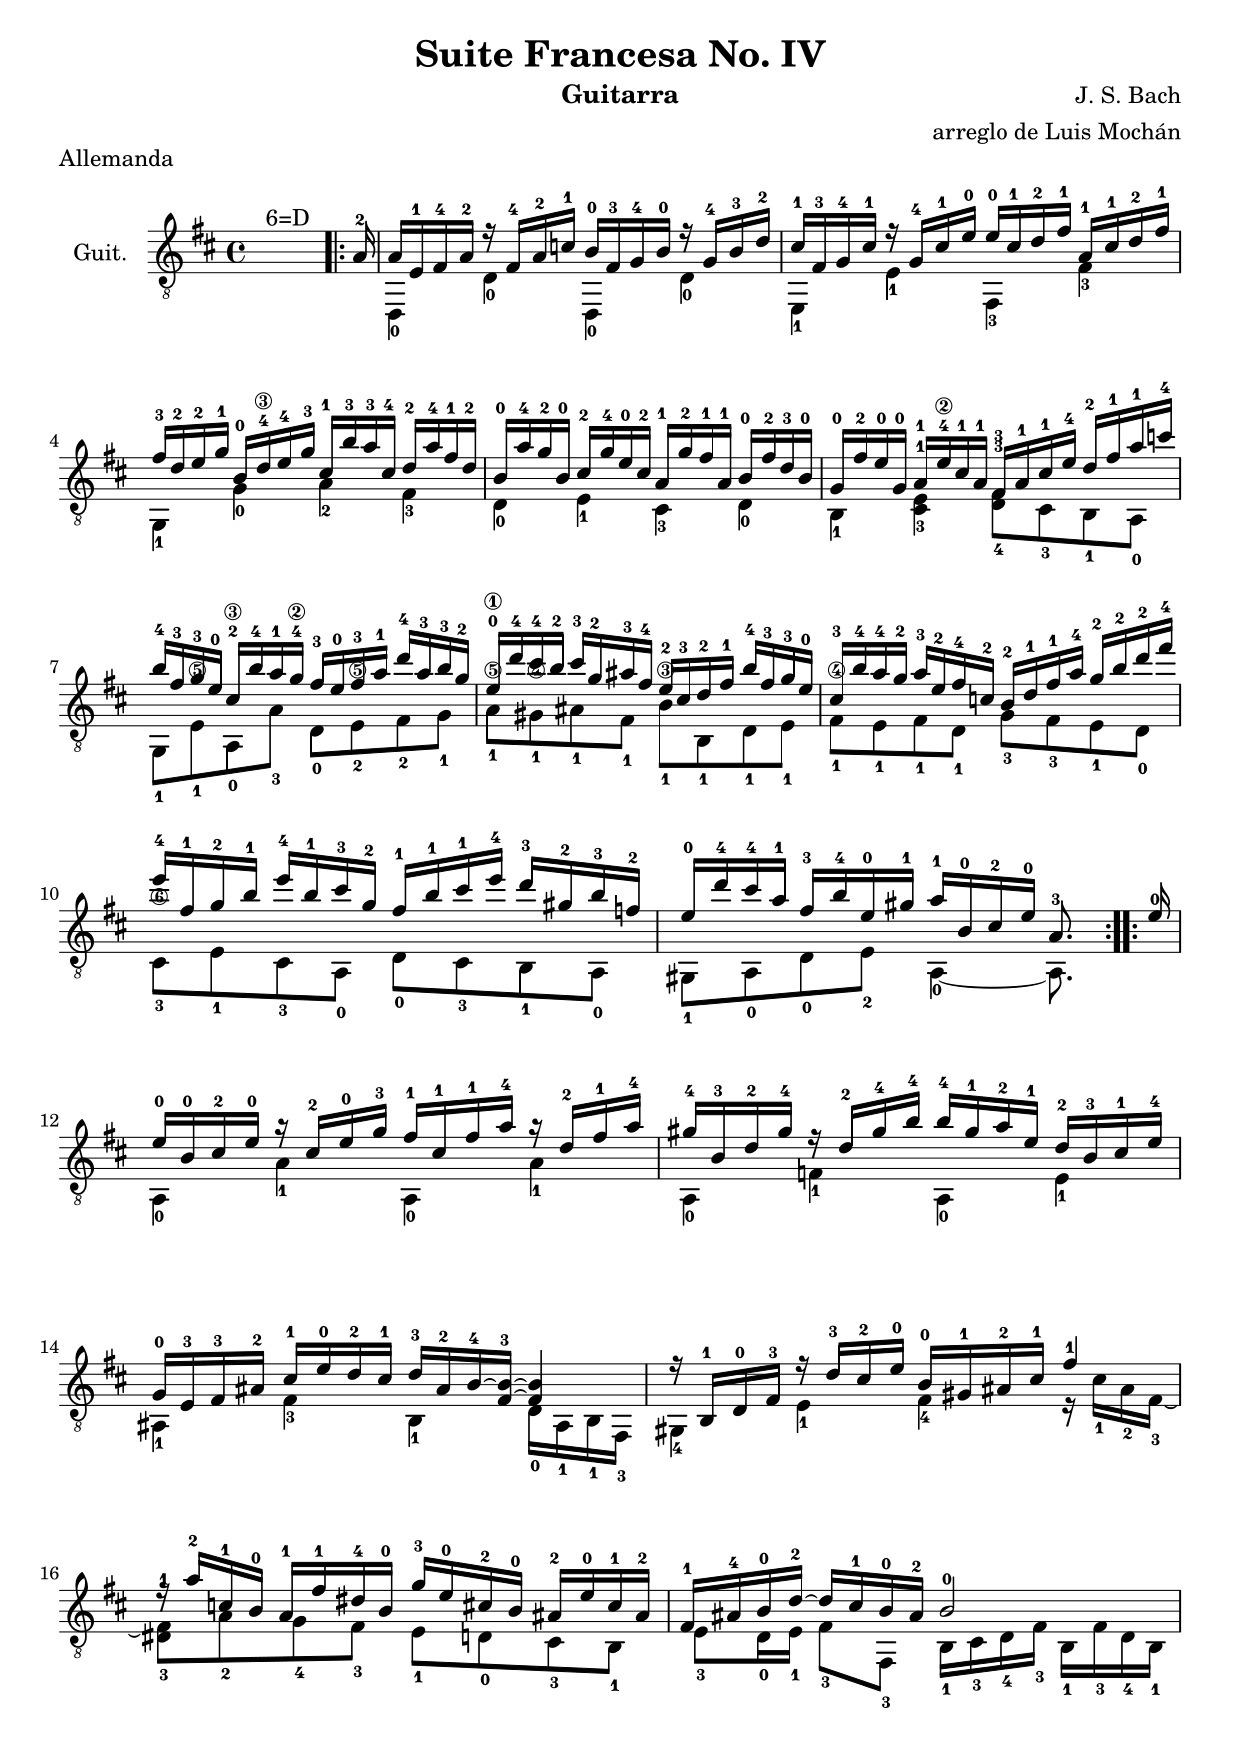 Suite Francesa No. IV
Guitarra
J. S. Bach
arreglo de Luis Mochán
Allemanda
6=D
Guit.
4
7
10
12
14
16